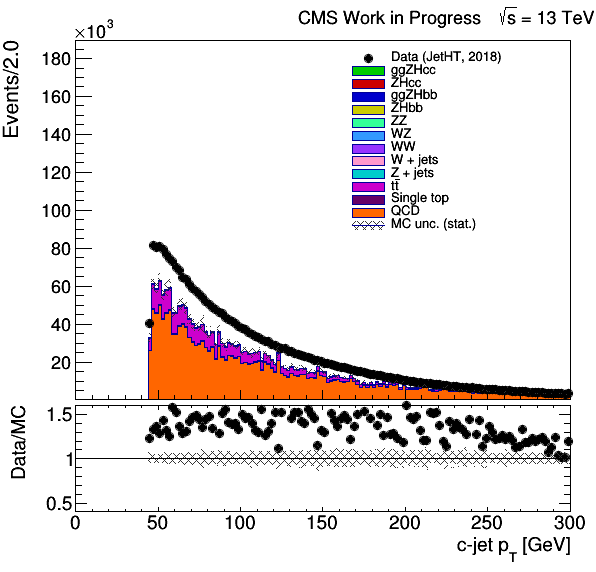 CMS Work in Progress √s = 13 TeV
×10³
Events/2.0
180
160
140
120
100
80
60
40
20
Data (JetHT, 2018)
ggZHcc
ZHcc
ggZHbb
ZHbb
ZZ
WZ
WW
W + jets
Z + jets
tt̄
Single top
QCD
MC unc. (stat.)
Data/MC
1.5
1
0.5
0 50 100 150 200 250 300
c-jet p_T [GeV]